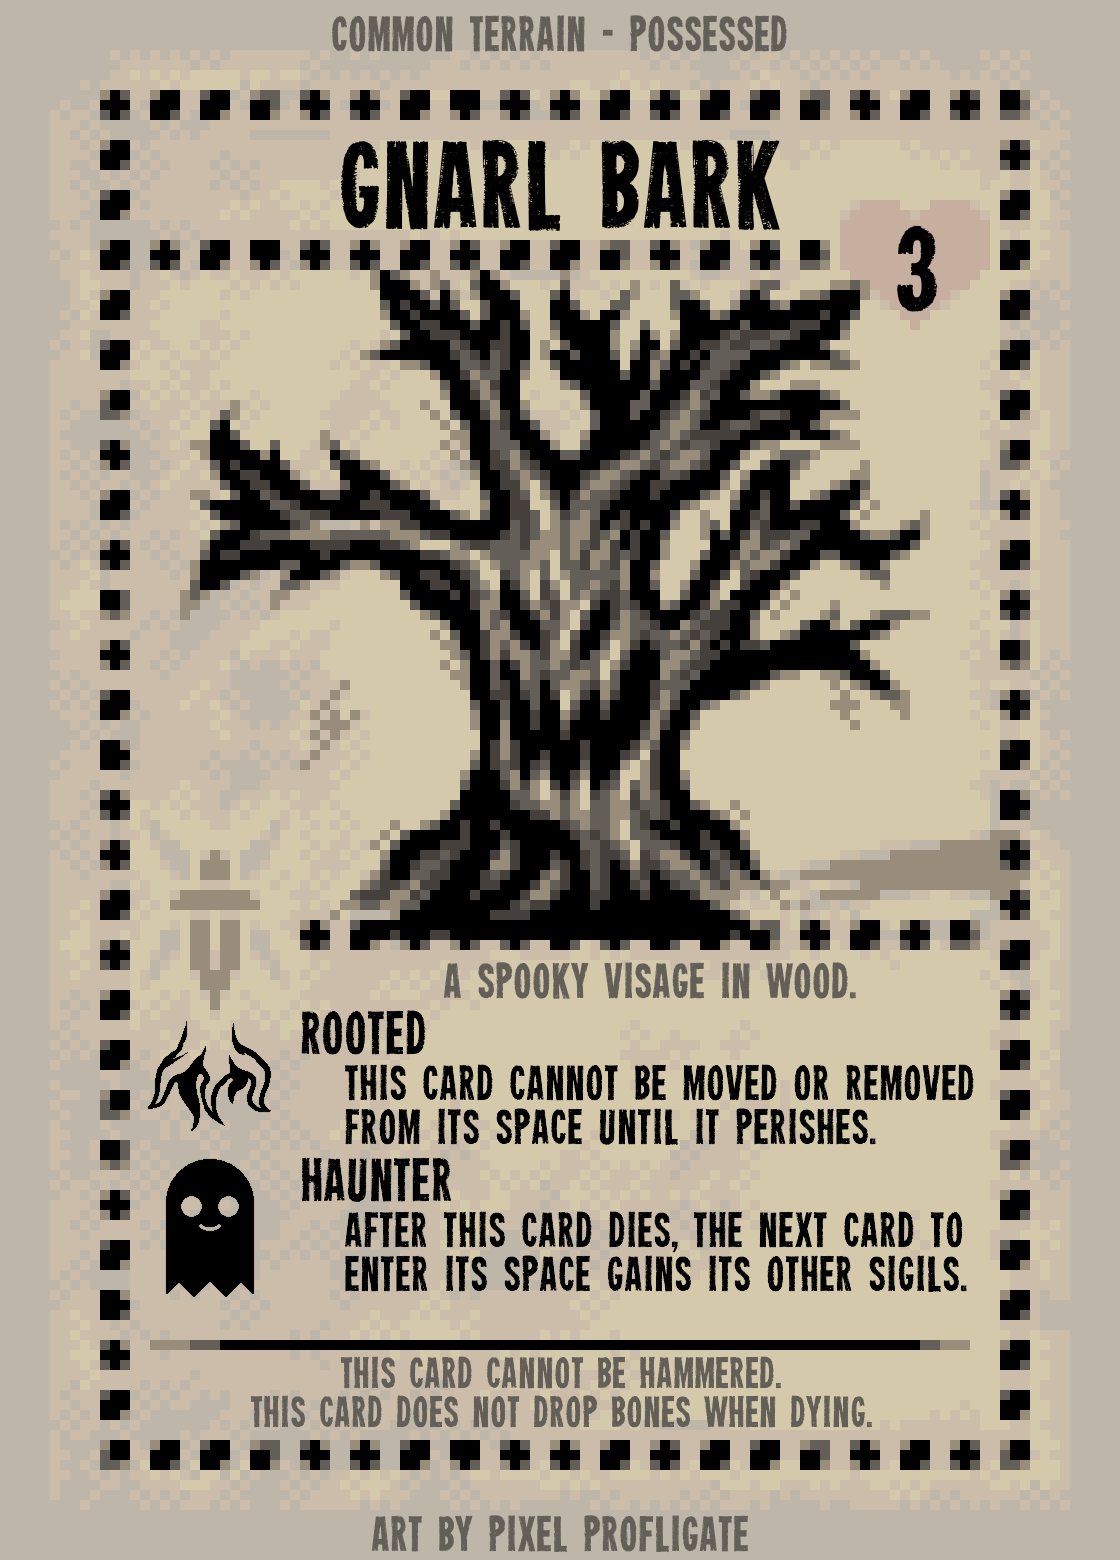 COMMON TERRAIN - POSSESSED
GNARL BARK
3
A SPOOKY VISAGE IN WOOD.
ROOTED
THIS CARD CANNOT BE MOVED OR REMOVED
FROM ITS SPACE UNTIL IT PERISHES.
HAUNTER
AFTER THIS CARD DIES, THE NEXT CARD TO
ENTER ITS SPACE GAINS ITS OTHER SIGILS.
THIS CARD CANNOT BE HAMMERED.
THIS CARD DOES NOT DROP BONES WHEN DYING.
ART BY PIXEL PROFLIGATE